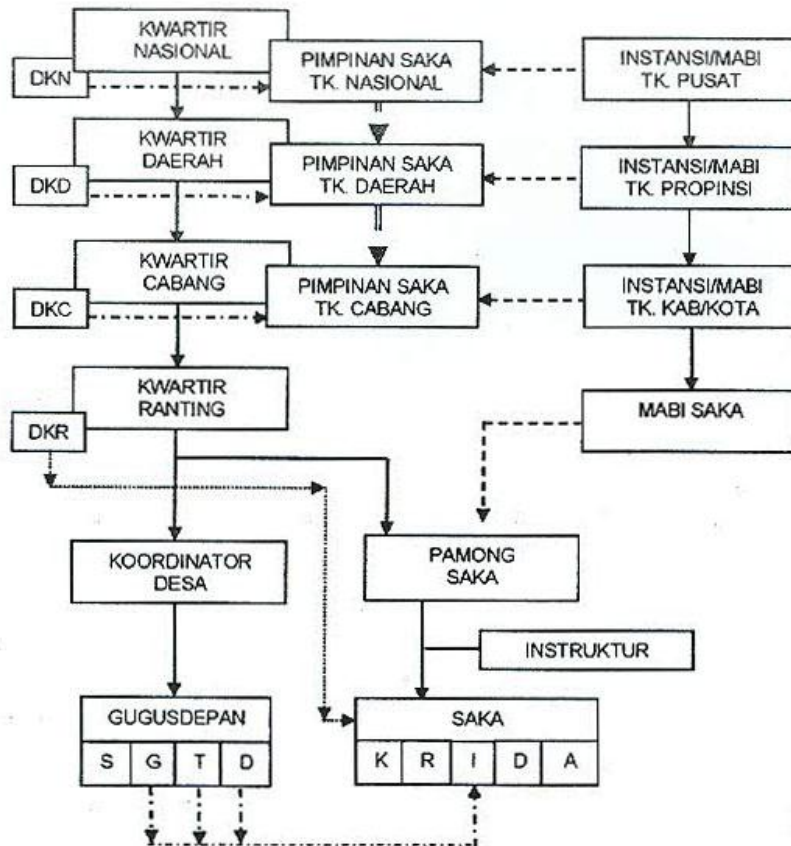 KWARTIR
NASIONAL
DKN
PIMPINAN SAKA
TK. NASIONAL
INSTANSI/MABI
TK. PUSAT
KWARTIR
DAERAH
DKD
PIMPINAN SAKA
TK. DAERAH
INSTANSI/MABI
TK. PROPINSI
KWARTIR
CABANG
DKC
PIMPINAN SAKA
TK. CABANG
INSTANSI/MABI
TK. KAB/KOTA
KWARTIR
RANTING
DKR
MABI SAKA
KOORDINATOR
DESA
PAMONG
SAKA
INSTRUKTUR
GUGUSDEPAN
S G T D
SAKA
K R I D A